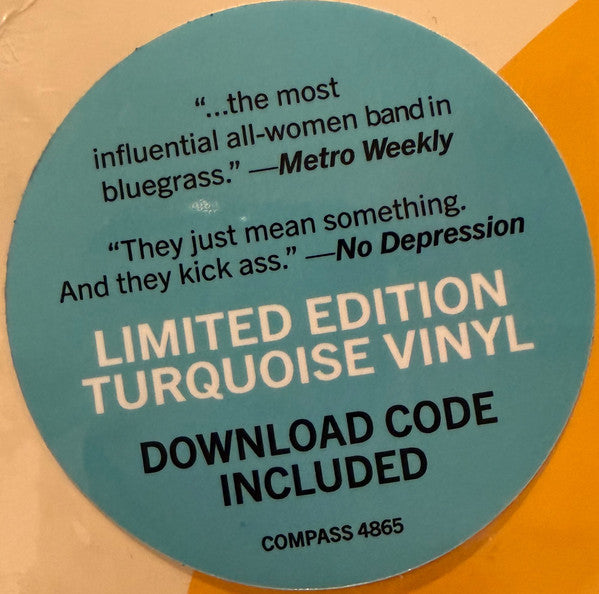 “...the most
influential all-women band in
bluegrass.” —Metro Weekly
“They just mean something.
And they kick ass.” —No Depression
LIMITED EDITION
TURQUOISE VINYL
DOWNLOAD CODE
INCLUDED
COMPASS 4865